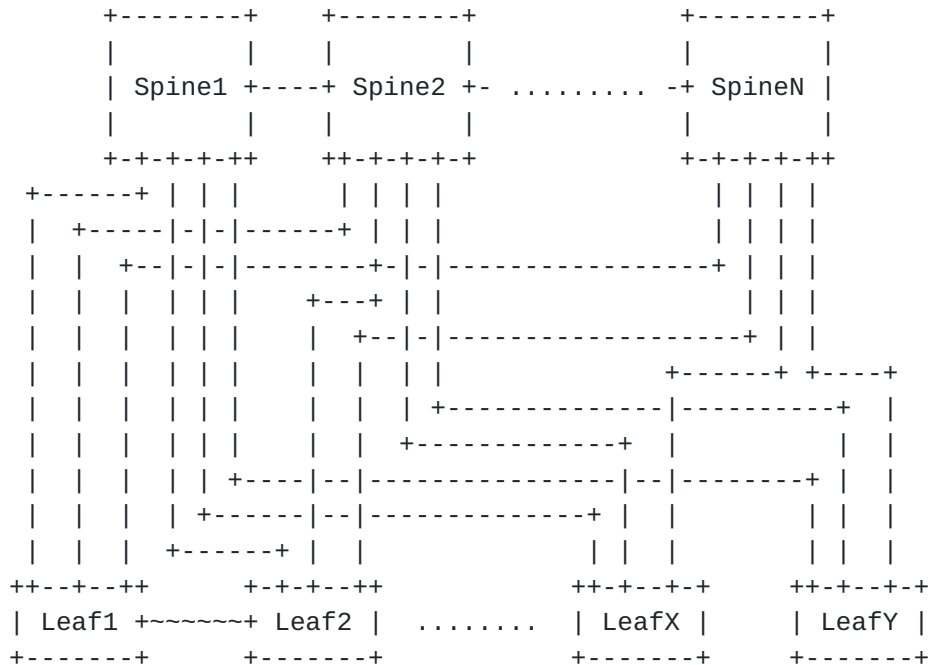 Spine1 Spine2 ......... SpineN
Leaf1 Leaf2 ........ LeafX LeafY